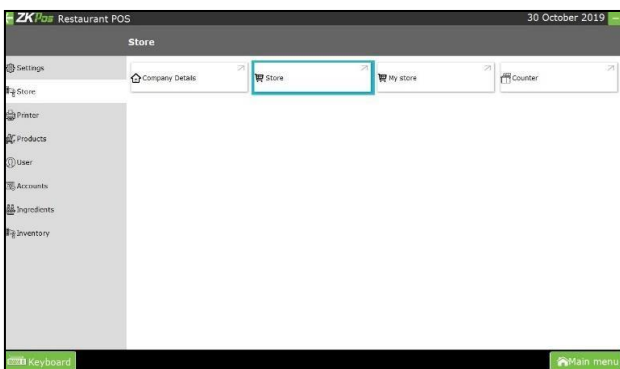 ZKPos Restaurant POS
30 October 2019
Store
Settings
Store
Printer
Products
User
Accounts
Ingredients
Inventory
Company Details
Store
My store
Counter
Keyboard
Main menu